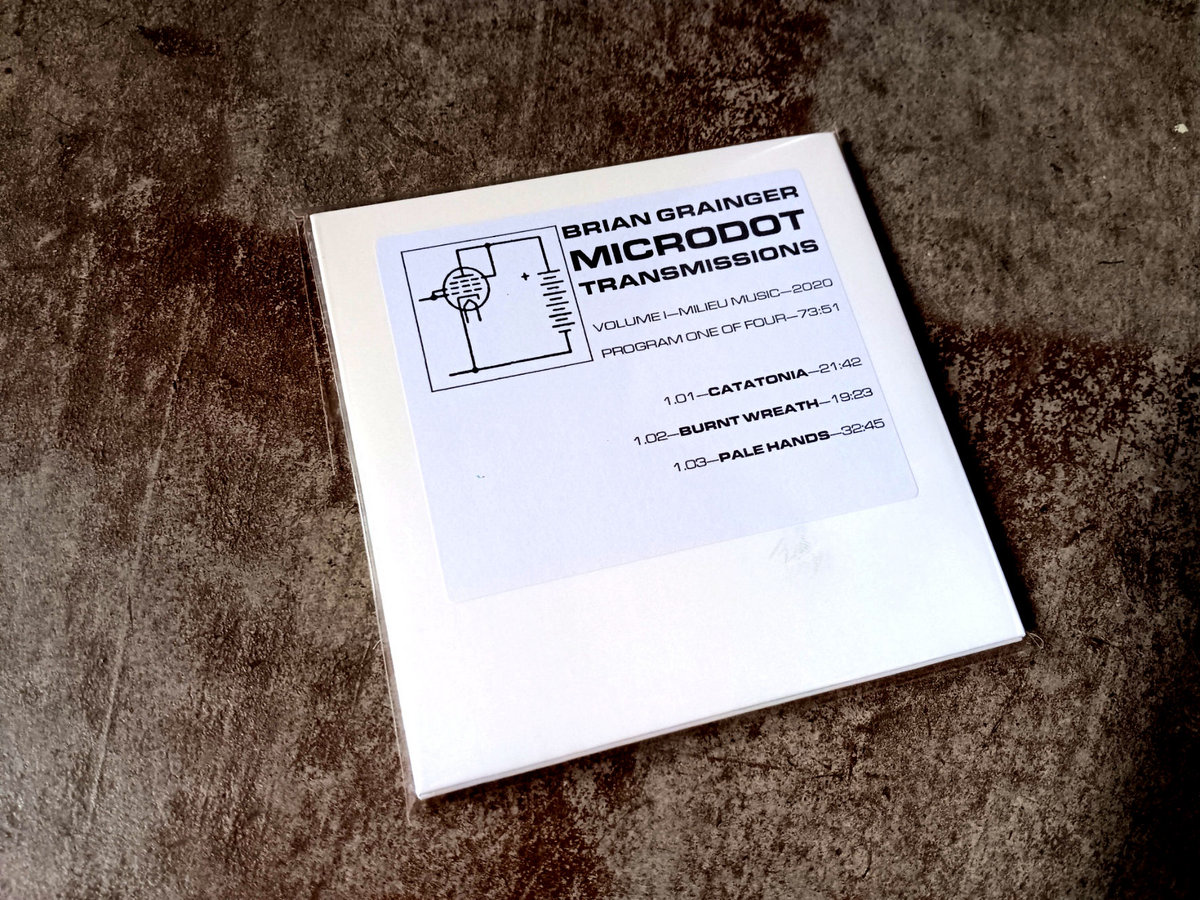 BRIAN GRAINGER
MICRODOT
TRANSMISSIONS
VOLUME I—MILIEU MUSIC—2020
PROGRAM ONE OF FOUR—73:51
1.01—CATATONIA—21:42
1.02—BURNT WREATH—19:23
1.03—PALE HANDS—32:45
+